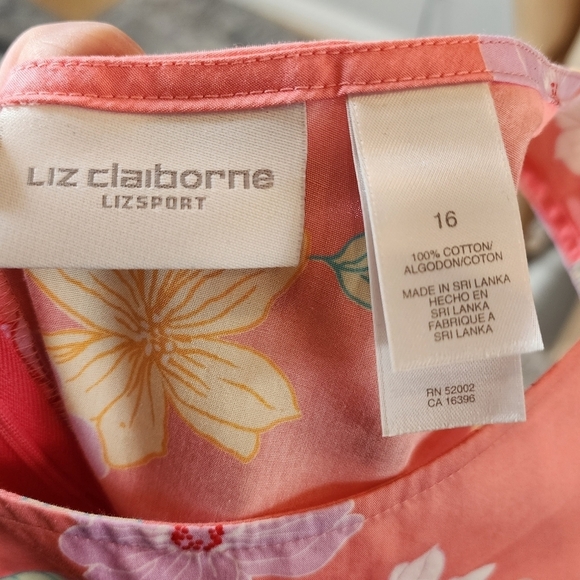 LIZ claiborne
LIZSPORT
16
100% COTTON/
ALGODON/COTON
MADE IN SRI LANKA
HECHO EN
SRI LANKA
FABRIQUE A
SRI LANKA
RN 52002
CA 16396